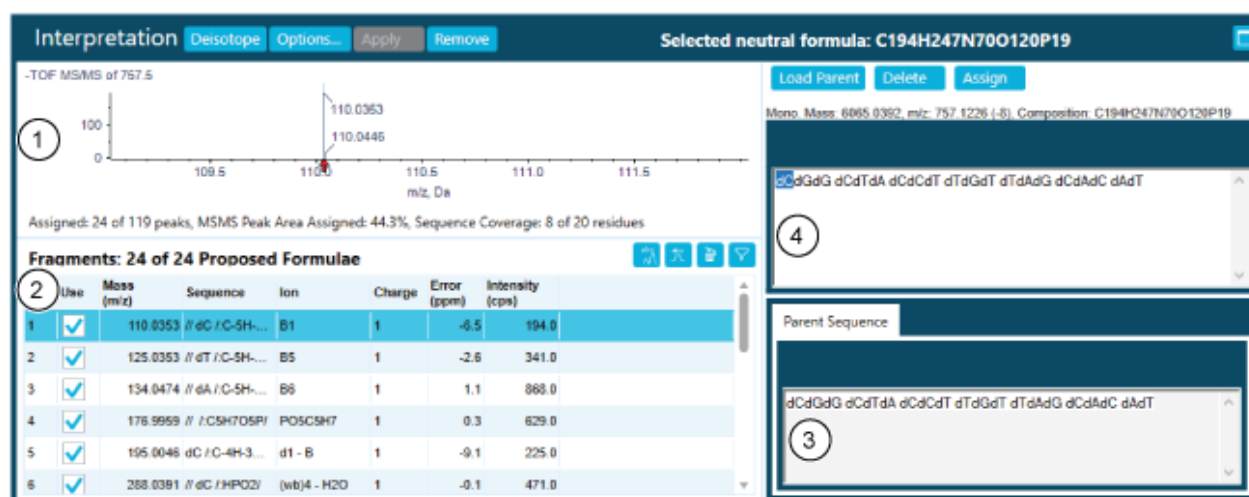 Interpretation Deisotope Options... Apply Remove Selected neutral formula: C194H247N70O120P19
-TOF MS/MS of 757.5
100
0
110.0353
110.0446
109.5 110.0 110.5 111.0 111.5
m/z, Da
1
Assigned: 24 of 119 peaks, MSMS Peak Area Assigned: 44.3%, Sequence Coverage: 8 of 20 residues
Fragments: 24 of 24 Proposed Formulae
2
Use Mass (m/z) Sequence Ion Charge Error (ppm) Intensity (cps)
1 110.0353 // dC /:C-5H-... B1 1 -6.5 194.0
2 125.0353 // dT /:C-5H-... B5 1 -2.6 341.0
3 134.0474 // dA /:C-5H-... B6 1 1.1 868.0
4 176.9959 // /:C5H7O5P/ PO5C5H7 1 0.3 629.0
5 195.0046 dC /:C-4H-3... d1 - B 1 -9.1 225.0
6 288.0391 // dC /:HPO2/ (wb)4 - H2O 1 -0.1 471.0
Load Parent Delete Assign
Mono. Mass: 6065.0392, m/z: 757.1226 (-8), Composition: C194H247N70O120P19
dCdGdG dCdTdA dCdCdT dTdGdT dTdAdG dCdAdC dAdT
4
Parent Sequence
dCdGdG dCdTdA dCdCdT dTdGdT dTdAdG dCdAdC dAdT
3